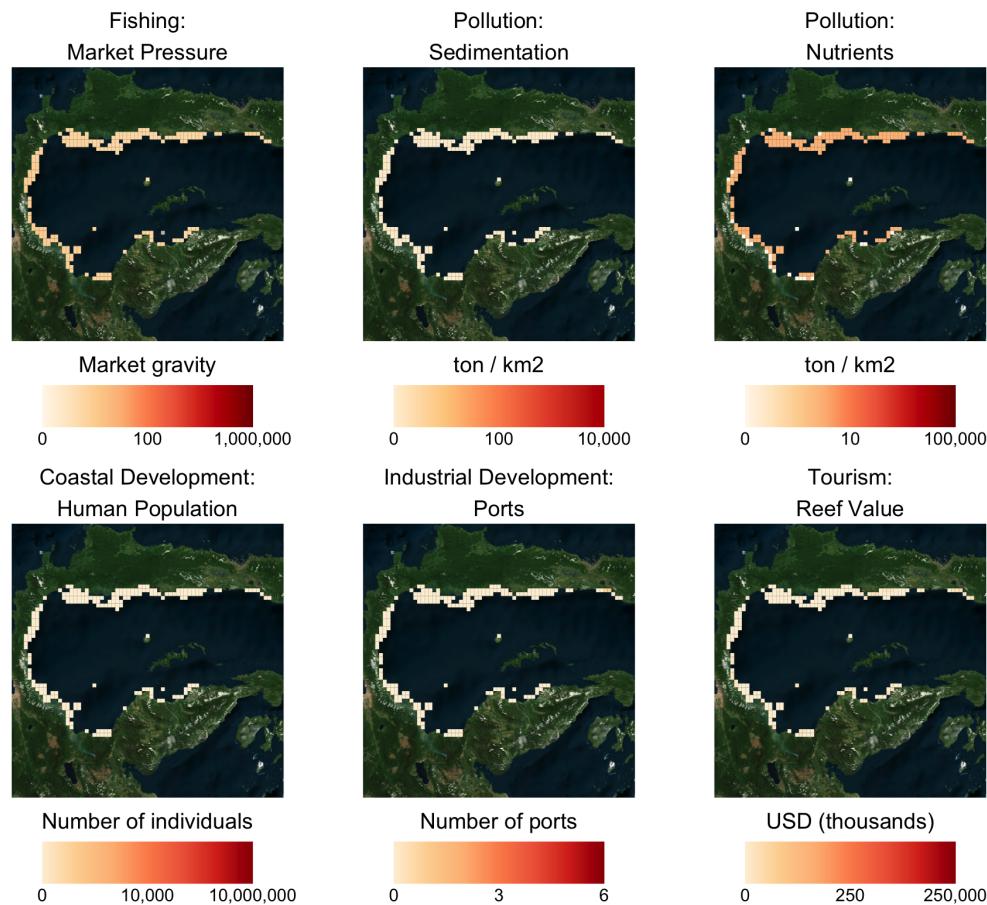 Fishing:
Market Pressure
Pollution:
Sedimentation
Pollution:
Nutrients
Market gravity
0 100 1,000,000
ton / km2
0 100 10,000
ton / km2
0 10 100,000
Coastal Development:
Human Population
Industrial Development:
Ports
Tourism:
Reef Value
Number of individuals
0 10,000 10,000,000
Number of ports
0 3 6
USD (thousands)
0 250 250,000